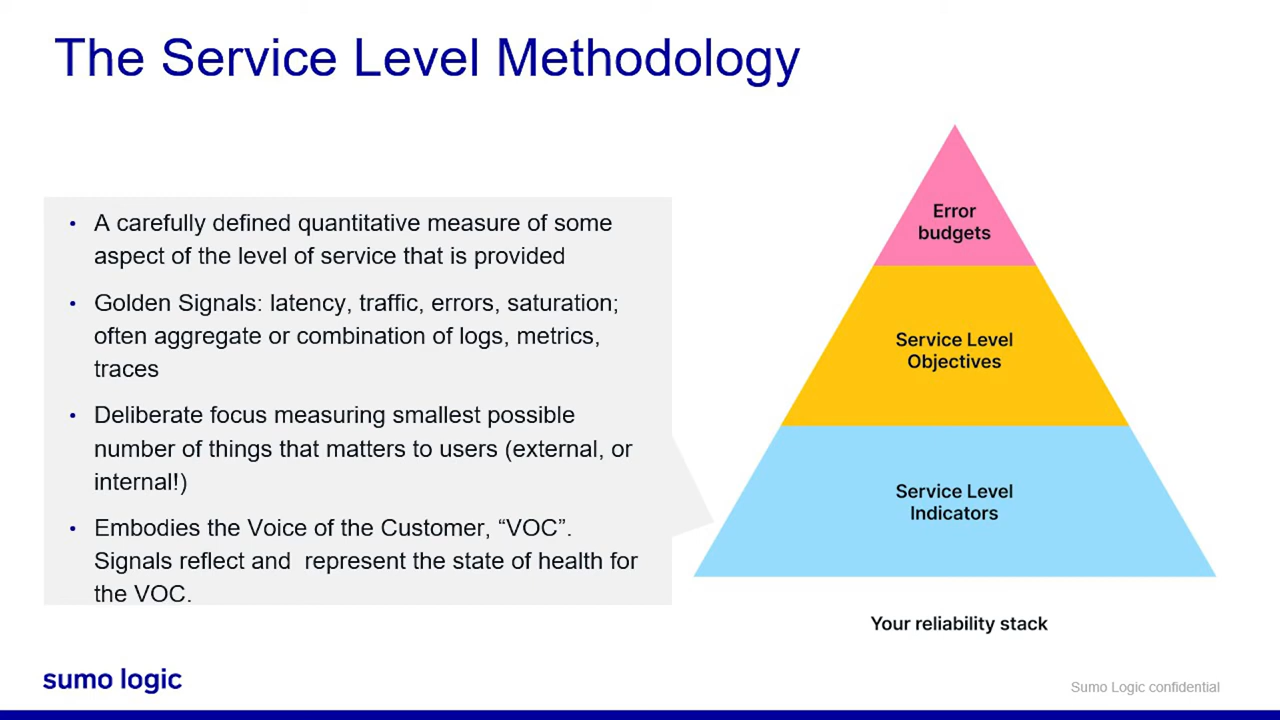 The Service Level Methodology
• A carefully defined quantitative measure of some
aspect of the level of service that is provided
• Golden Signals: latency, traffic, errors, saturation;
often aggregate or combination of logs, metrics,
traces
• Deliberate focus measuring smallest possible
number of things that matters to users (external, or
internal!)
• Embodies the Voice of the Customer, “VOC”.
Signals reflect and  represent the state of health for
the VOC.
Error
budgets
Service Level
Objectives
Service Level
Indicators
Your reliability stack
sumo logic
Sumo Logic confidential